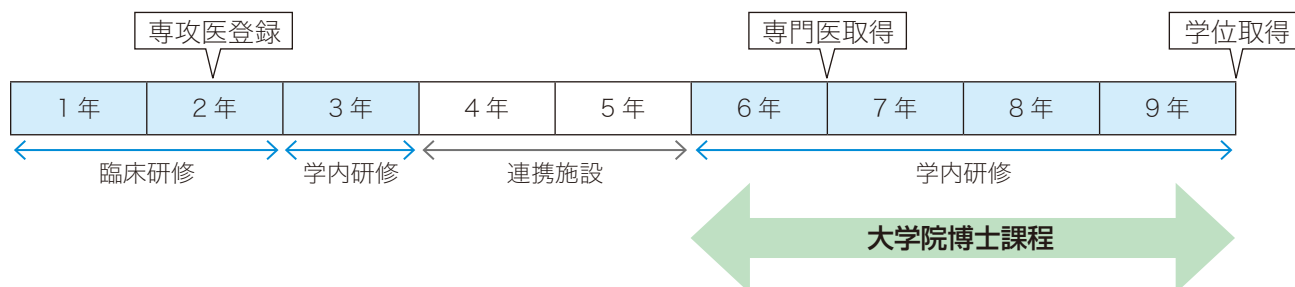 専攻医登録 専門医取得 学位取得
1 年 2 年 3 年 4 年 5 年 6 年 7 年 8 年 9 年
臨床研修 学内研修 連携施設 学内研修
大学院博士課程